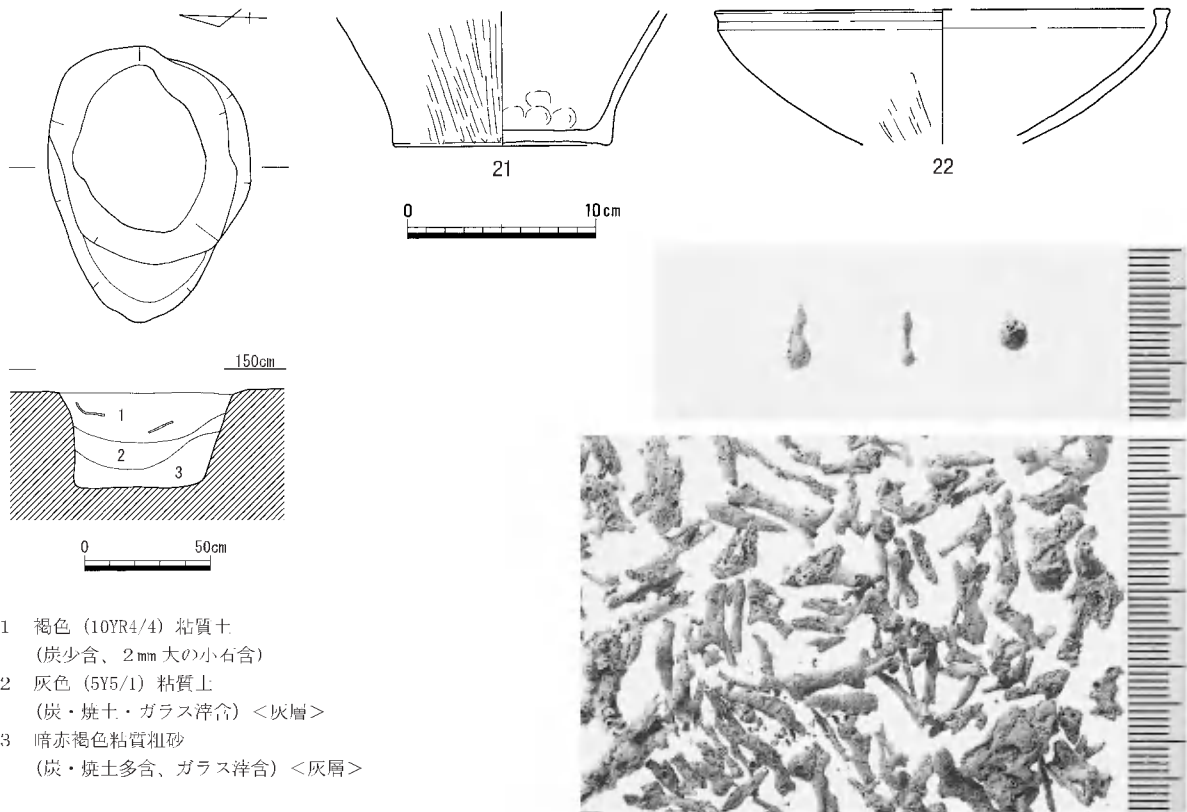 21
22
0 10cm
150cm
1
2
3
0 50cm
1 褐色 (10YR4/4) 粘質土
(炭少含、2mm 大の小石含)
2 灰色 (5Y5/1) 粘質土
(炭・焼土・ガラス滓含) <灰層>
3 暗赤褐色粘質粗砂
(炭・焼土多含、ガラス滓含) <灰層>